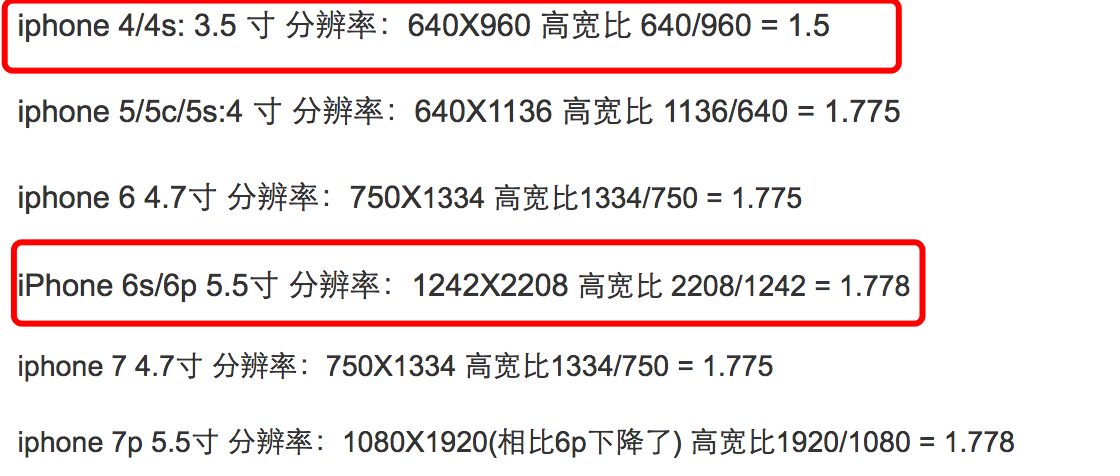 iphone 4/4s: 3.5 寸 分辨率：640X960 高宽比 640/960 = 1.5
iphone 5/5c/5s:4 寸 分辨率：640X1136 高宽比 1136/640 = 1.775
iphone 6 4.7寸 分辨率：750X1334 高宽比1334/750 = 1.775
iPhone 6s/6p 5.5寸 分辨率：1242X2208 高宽比 2208/1242 = 1.778
iphone 7 4.7寸 分辨率：750X1334 高宽比1334/750 = 1.775
iphone 7p 5.5寸 分辨率：1080X1920(相比6p下降了) 高宽比1920/1080 = 1.778